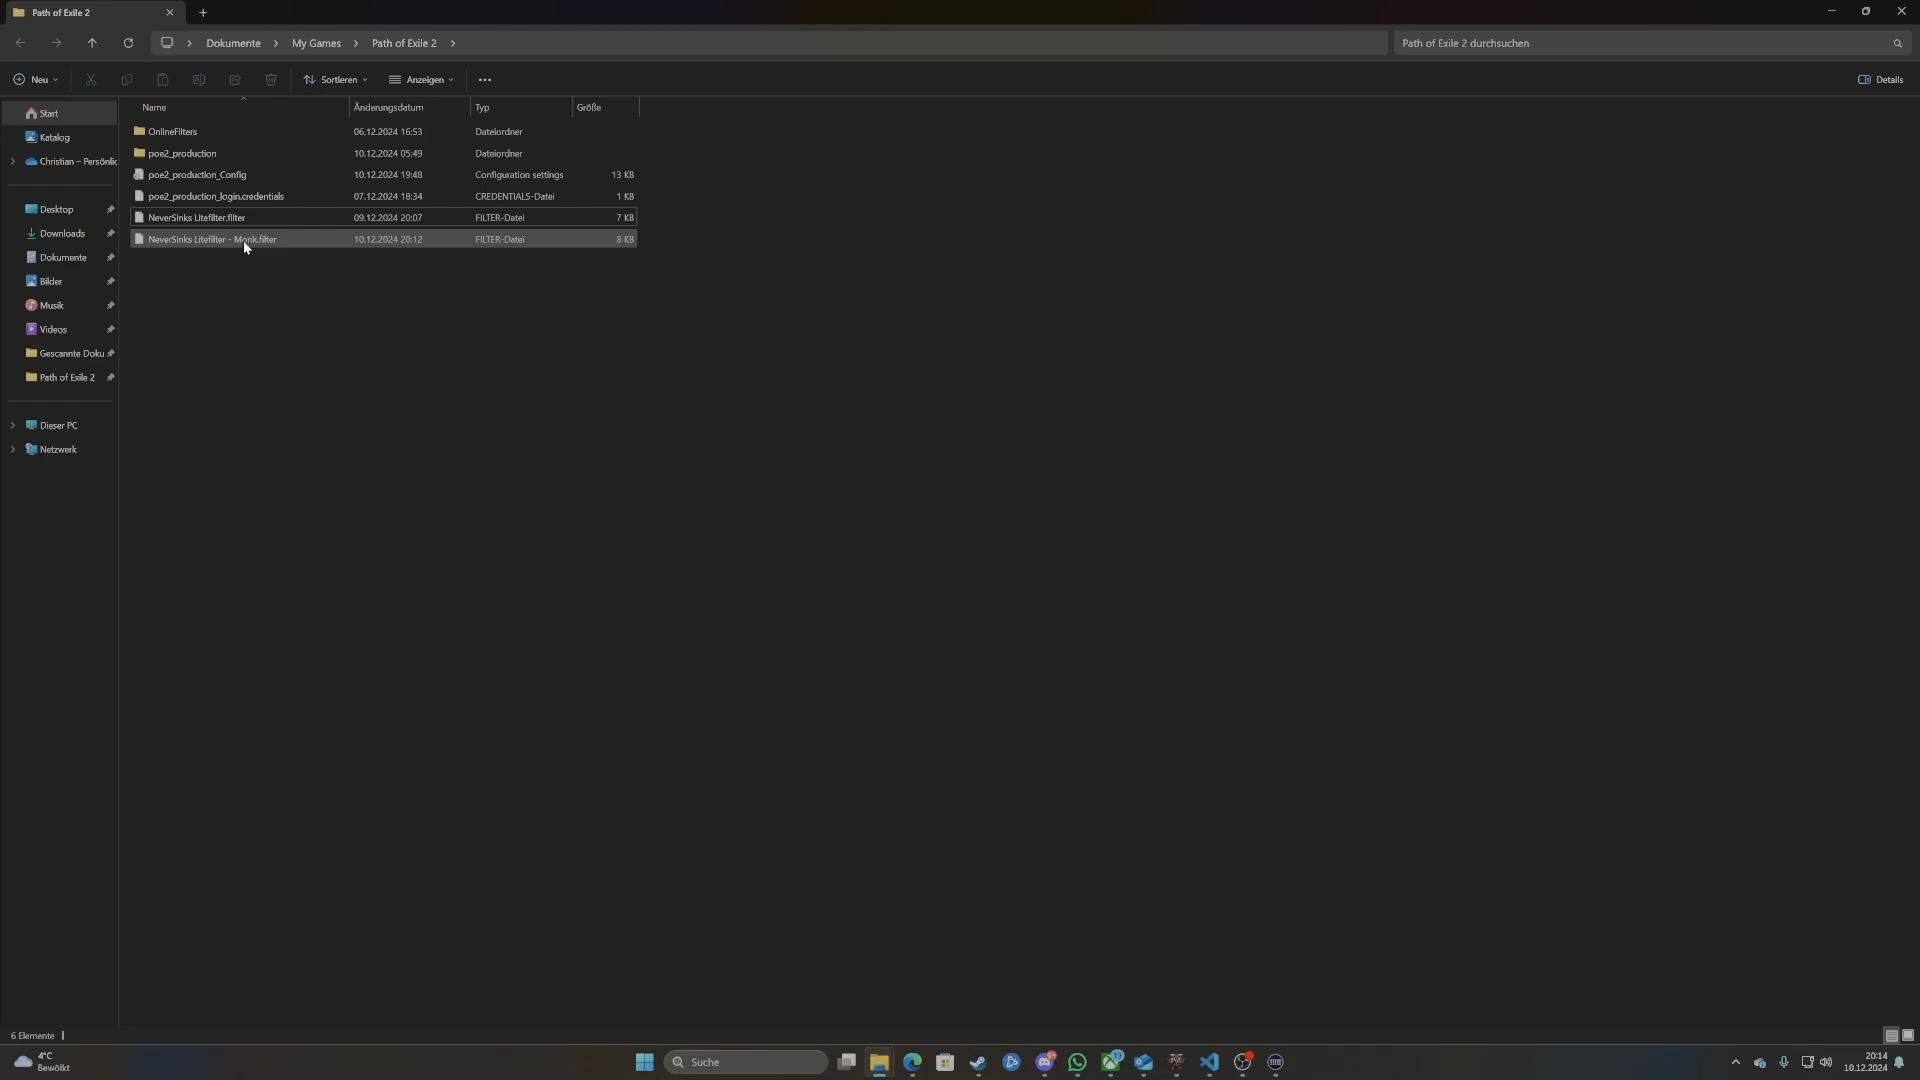 Path of Exile 2
Dokumente > My Games > Path of Exile 2 >
Path of Exile 2 durchsuchen
Neu
Sortieren
Anzeigen
Details
Name Änderungsdatum Typ Größe
OnlineFilters 06.12.2024 16:53 Dateiordner
poe2_production 10.12.2024 05:49 Dateiordner
poe2_production_Config 10.12.2024 19:48 Configuration settings 13 KB
poe2_production_login.credentials 07.12.2024 18:34 CREDENTIALS-Datei 1 KB
NeverSinks Litefilter.filter 09.12.2024 20:07 FILTER-Datei 7 KB
NeverSinks Litefilter - Monk.filter 10.12.2024 20:12 FILTER-Datei 8 KB
Start
Katalog
Christian – Persönlic
Desktop
Downloads
Dokumente
Bilder
Musik
Videos
Gescannte Doku
Path of Exile 2
Dieser PC
Netzwerk
6 Elemente
4°C
Bewölkt
Suche
20:14
10.12.2024